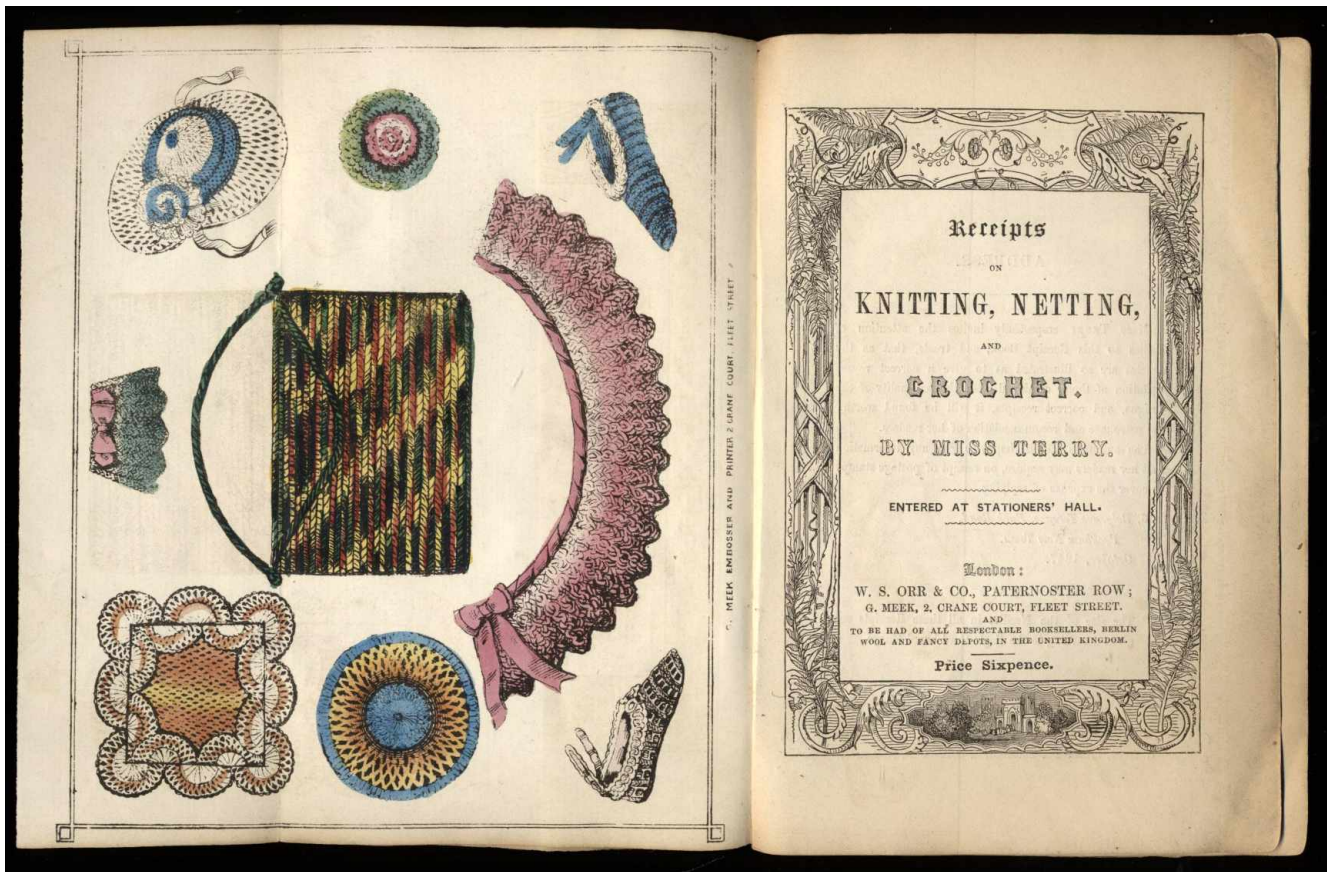 G. MEEK EMBOSSER AND PRINTER 2 CRANE COURT, FLEET STREET
Receipts
ON
KNITTING, NETTING,
AND
CROCHET.
BY MISS TERRY.
ENTERED AT STATIONERS' HALL.
London:
W. S. ORR & CO., PATERNOSTER ROW;
G. MEEK, 2, CRANE COURT, FLEET STREET.
AND
TO BE HAD OF ALL RESPECTABLE BOOKSELLERS, BERLIN
WOOL AND FANCY DEPOTS, IN THE UNITED KINGDOM.
Price Sixpence.